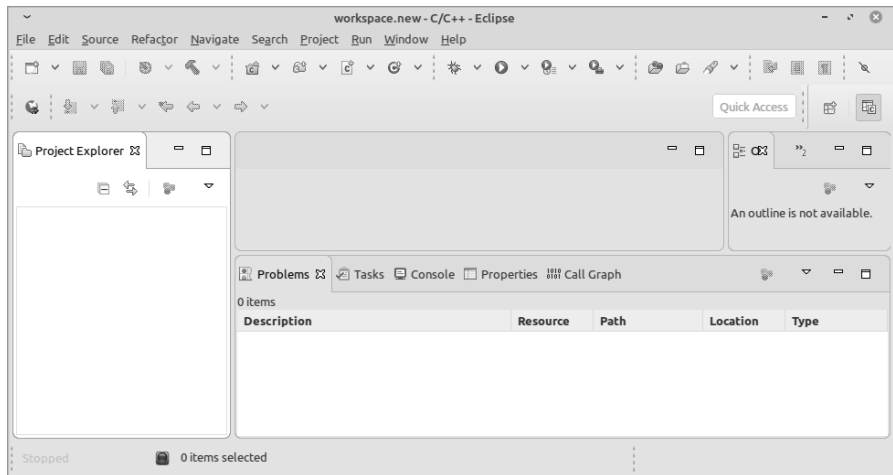 workspace.new - C/C++ - Eclipse
File Edit Source Refactor Navigate Search Project Run Window Help
Quick Access
Project Explorer
An outline is not available.
Problems Tasks Console Properties Call Graph
0 items
Description Resource Path Location Type
Stopped 0 items selected